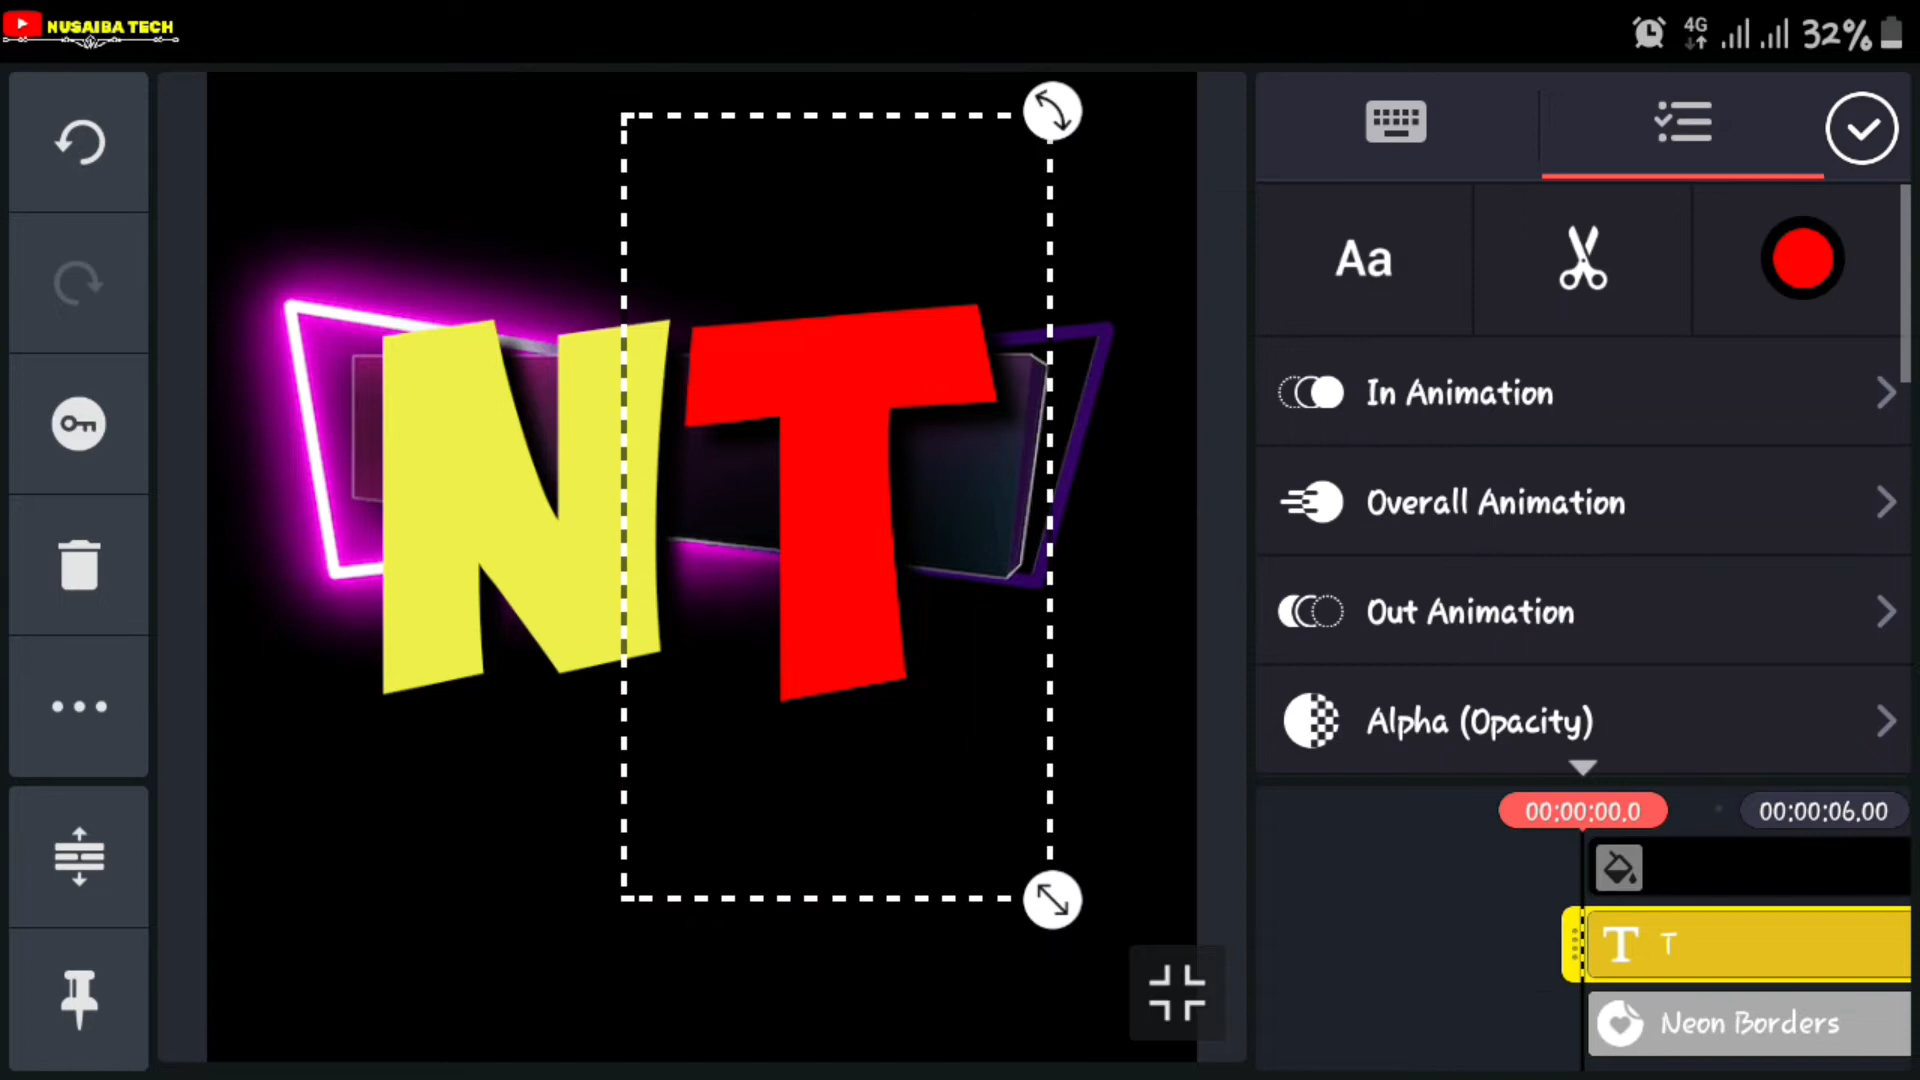 NUSAIBA TECH
4G
32%
NT
Aa
In Animation
Overall Animation
Out Animation
Alpha (Opacity)
00:00:00.0
00:00:06.00
T T
Neon Borders